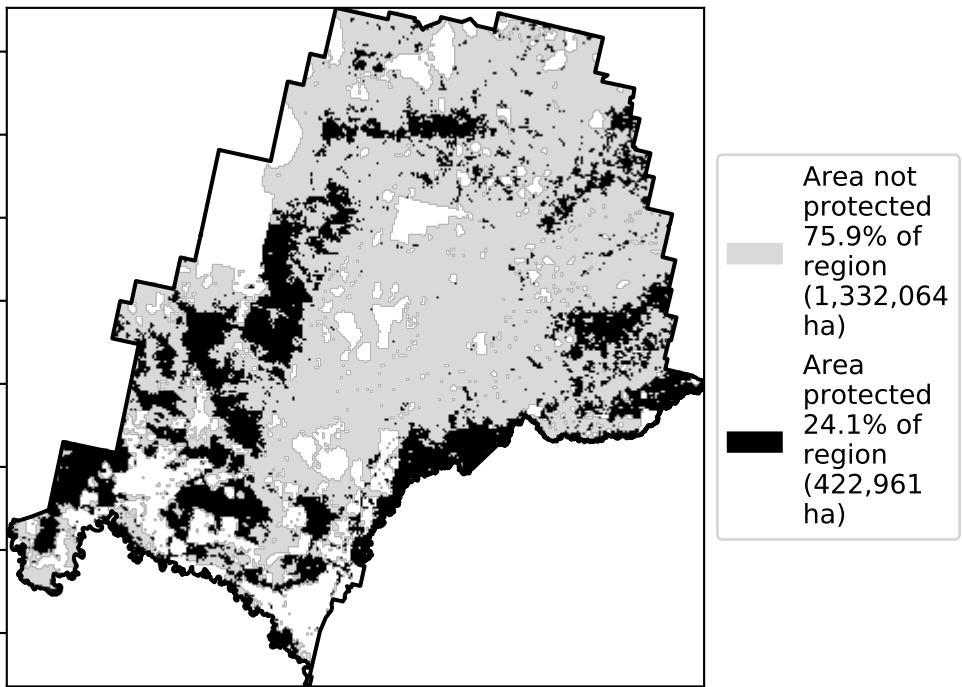 Area not
protected
75.9% of
region
(1,332,064
ha)
Area
protected
24.1% of
region
(422,961
ha)